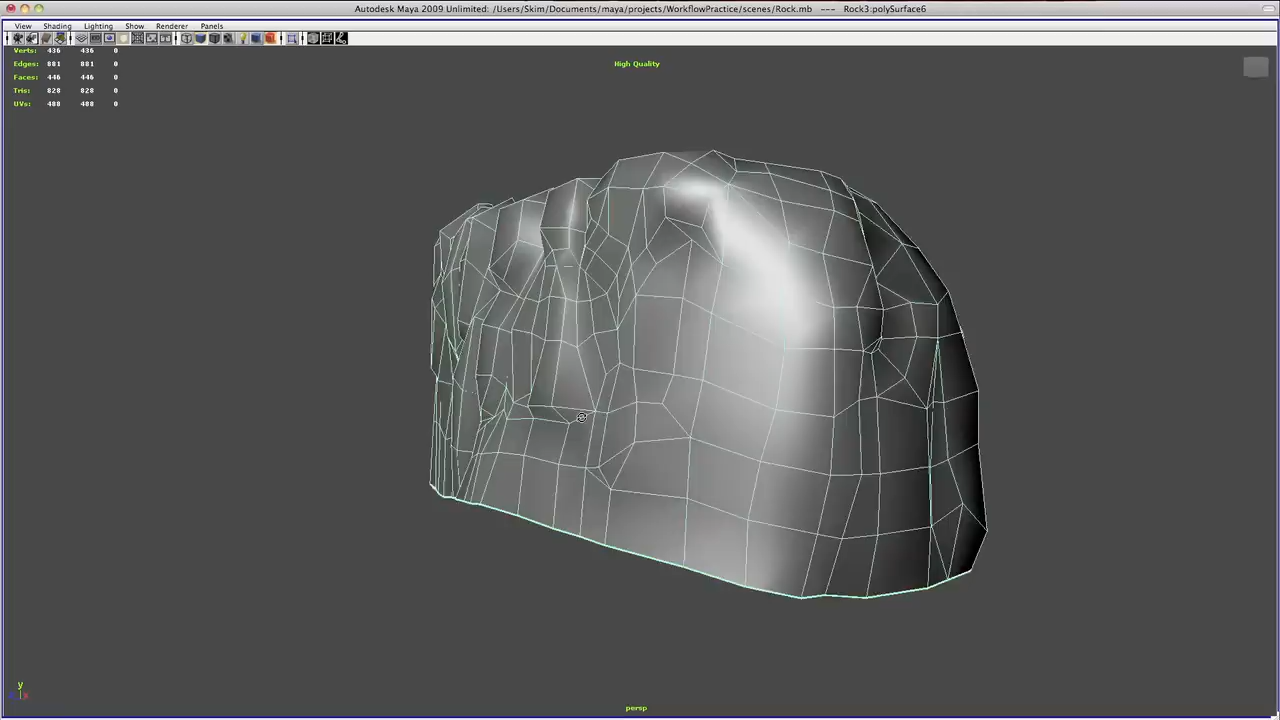 Autodesk Maya 2009 Unlimited: /Users/Skim/Documents/maya/projects/WorkflowPractice/scenes/Rock.mb --- Rock3:polySurface6
View Shading Lighting Show Renderer Panels
Verts: 436 436 0
Edges: 881 881 0
Faces: 446 446 0
Tris: 828 828 0
UVs: 488 488 0
High Quality
y
x
persp